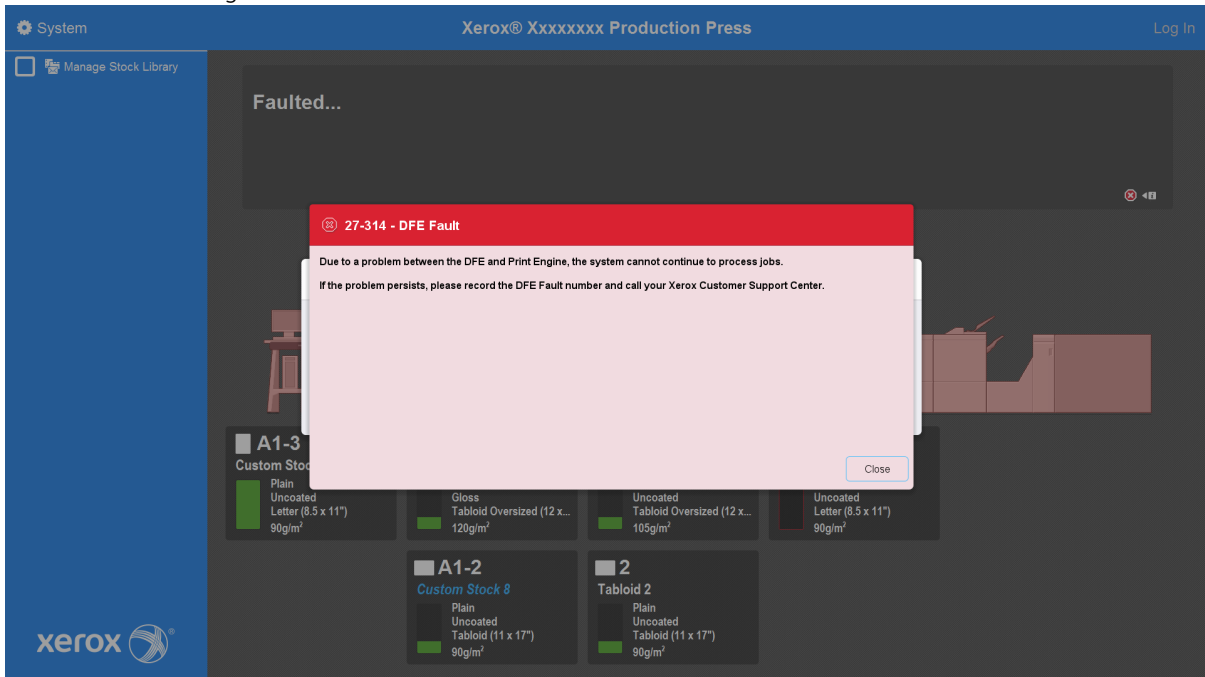 System
Xerox® Xxxxxxxx Production Press
Log In
Manage Stock Library
Faulted...
27-314 - DFE Fault
Due to a problem between the DFE and Print Engine, the system cannot continue to process jobs.
If the problem persists, please record the DFE Fault number and call your Xerox Customer Support Center.
Close
A1-3
Custom Stoc
Plain
Uncoated
Letter (8.5 x 11")
90g/m²
Gloss
Tabloid Oversized (12 x...
120g/m²
Uncoated
Tabloid Oversized (12 x...
105g/m²
Uncoated
Letter (8.5 x 11")
90g/m²
A1-2
Custom Stock 8
Plain
Uncoated
Tabloid (11 x 17")
90g/m²
2
Tabloid 2
Plain
Uncoated
Tabloid (11 x 17")
90g/m²
xerox®